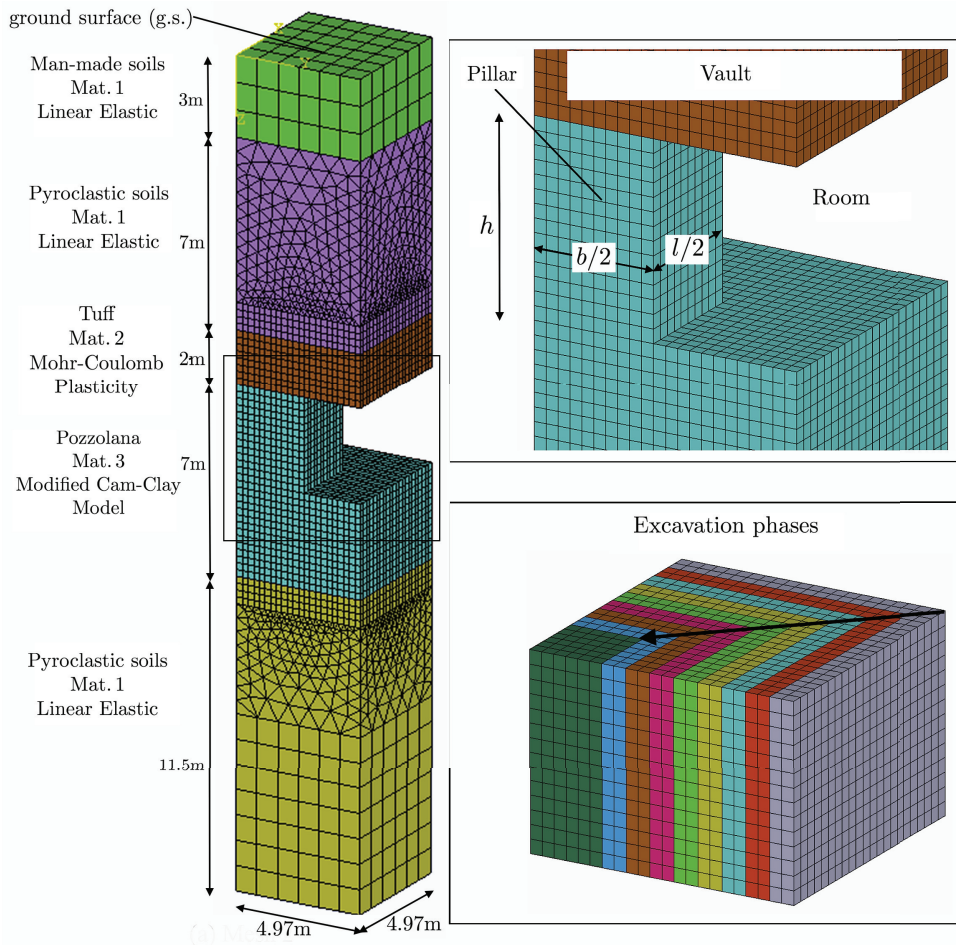 ground surface (g.s.)
X
Y
Z
Man-made soils
Mat. 1
Linear Elastic
3m
Pyroclastic soils
Mat. 1
Linear Elastic
7m
Tuff
Mat. 2
Mohr-Coulomb
Plasticity
2m
Pozzolana
Mat. 3
Modified Cam-Clay
Model
7m
Pyroclastic soils
Mat. 1
Linear Elastic
11.5m
4.97m
4.97m
Pillar
Vault
Room
h
b/2
l/2
Excavation phases